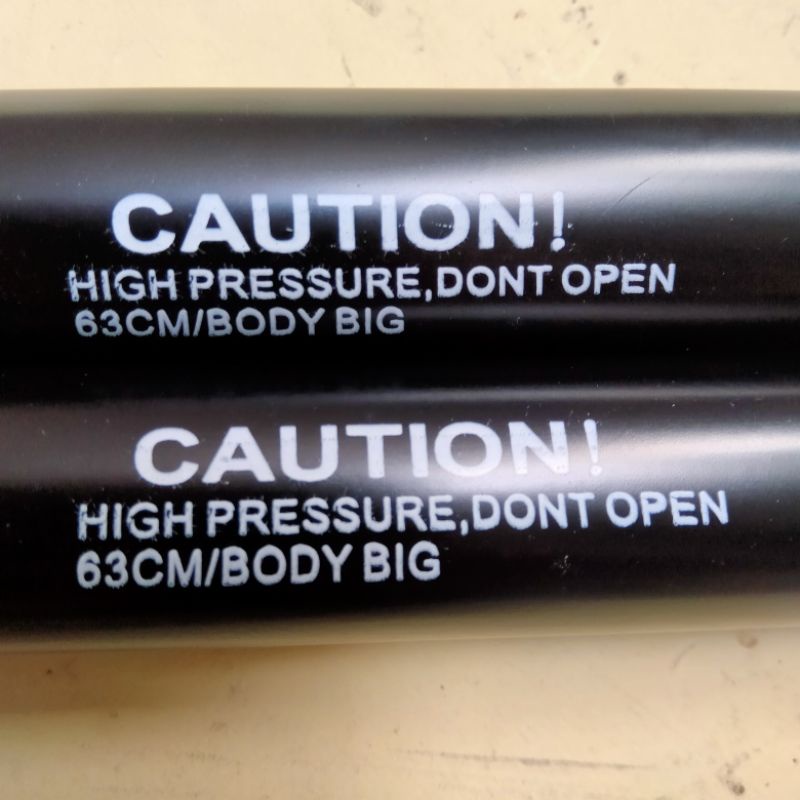 CAUTION!
HIGH PRESSURE,DONT OPEN
63CM/BODY BIG
CAUTION!
HIGH PRESSURE,DONT OPEN
63CM/BODY BIG